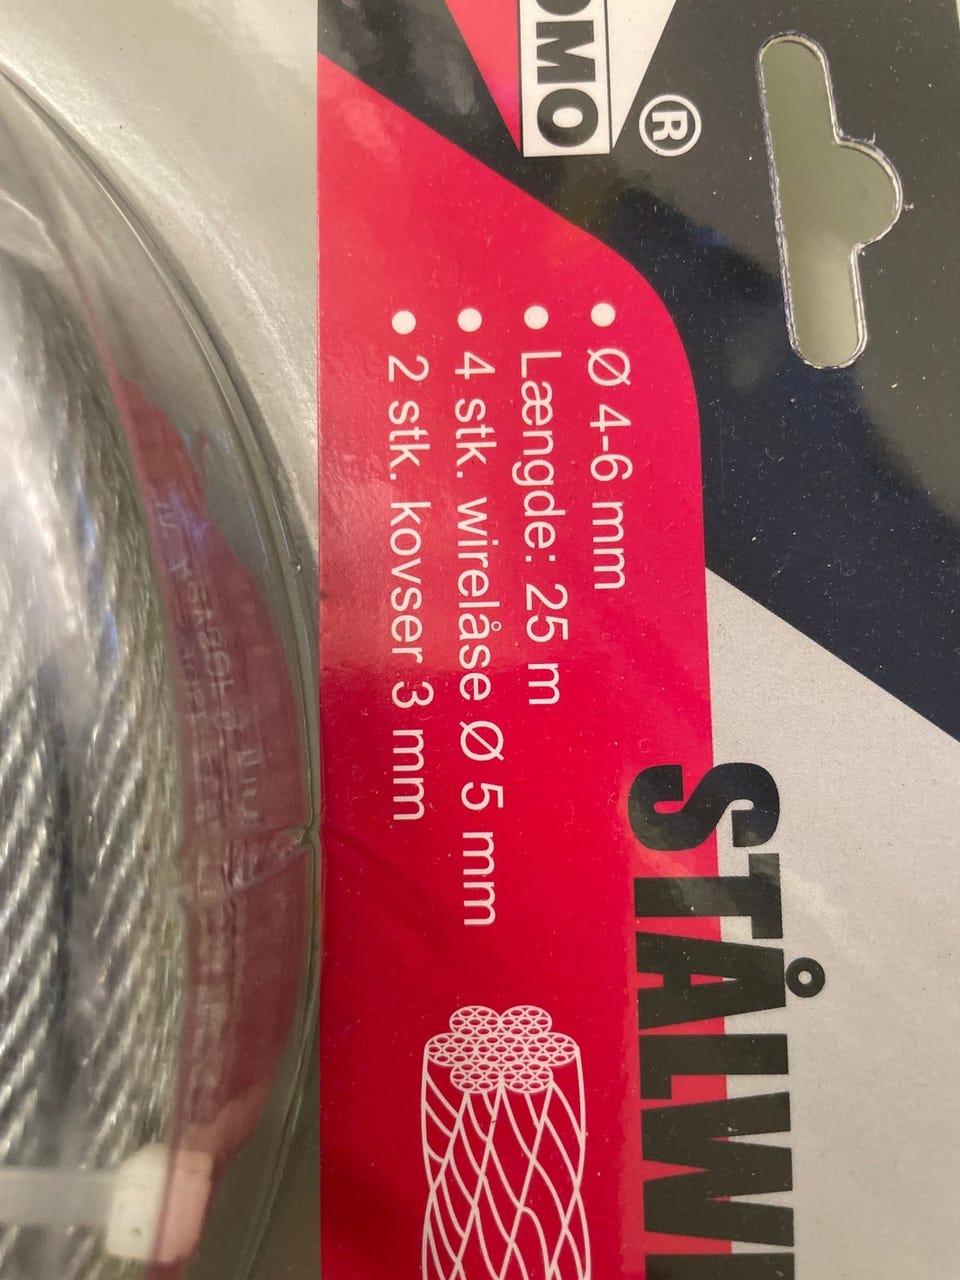 OMO
®
Ø 4-6 mm
Længde: 25 m
4 stk. wirelåse Ø 5 mm
2 stk. kovser 3 mm
STÅLW